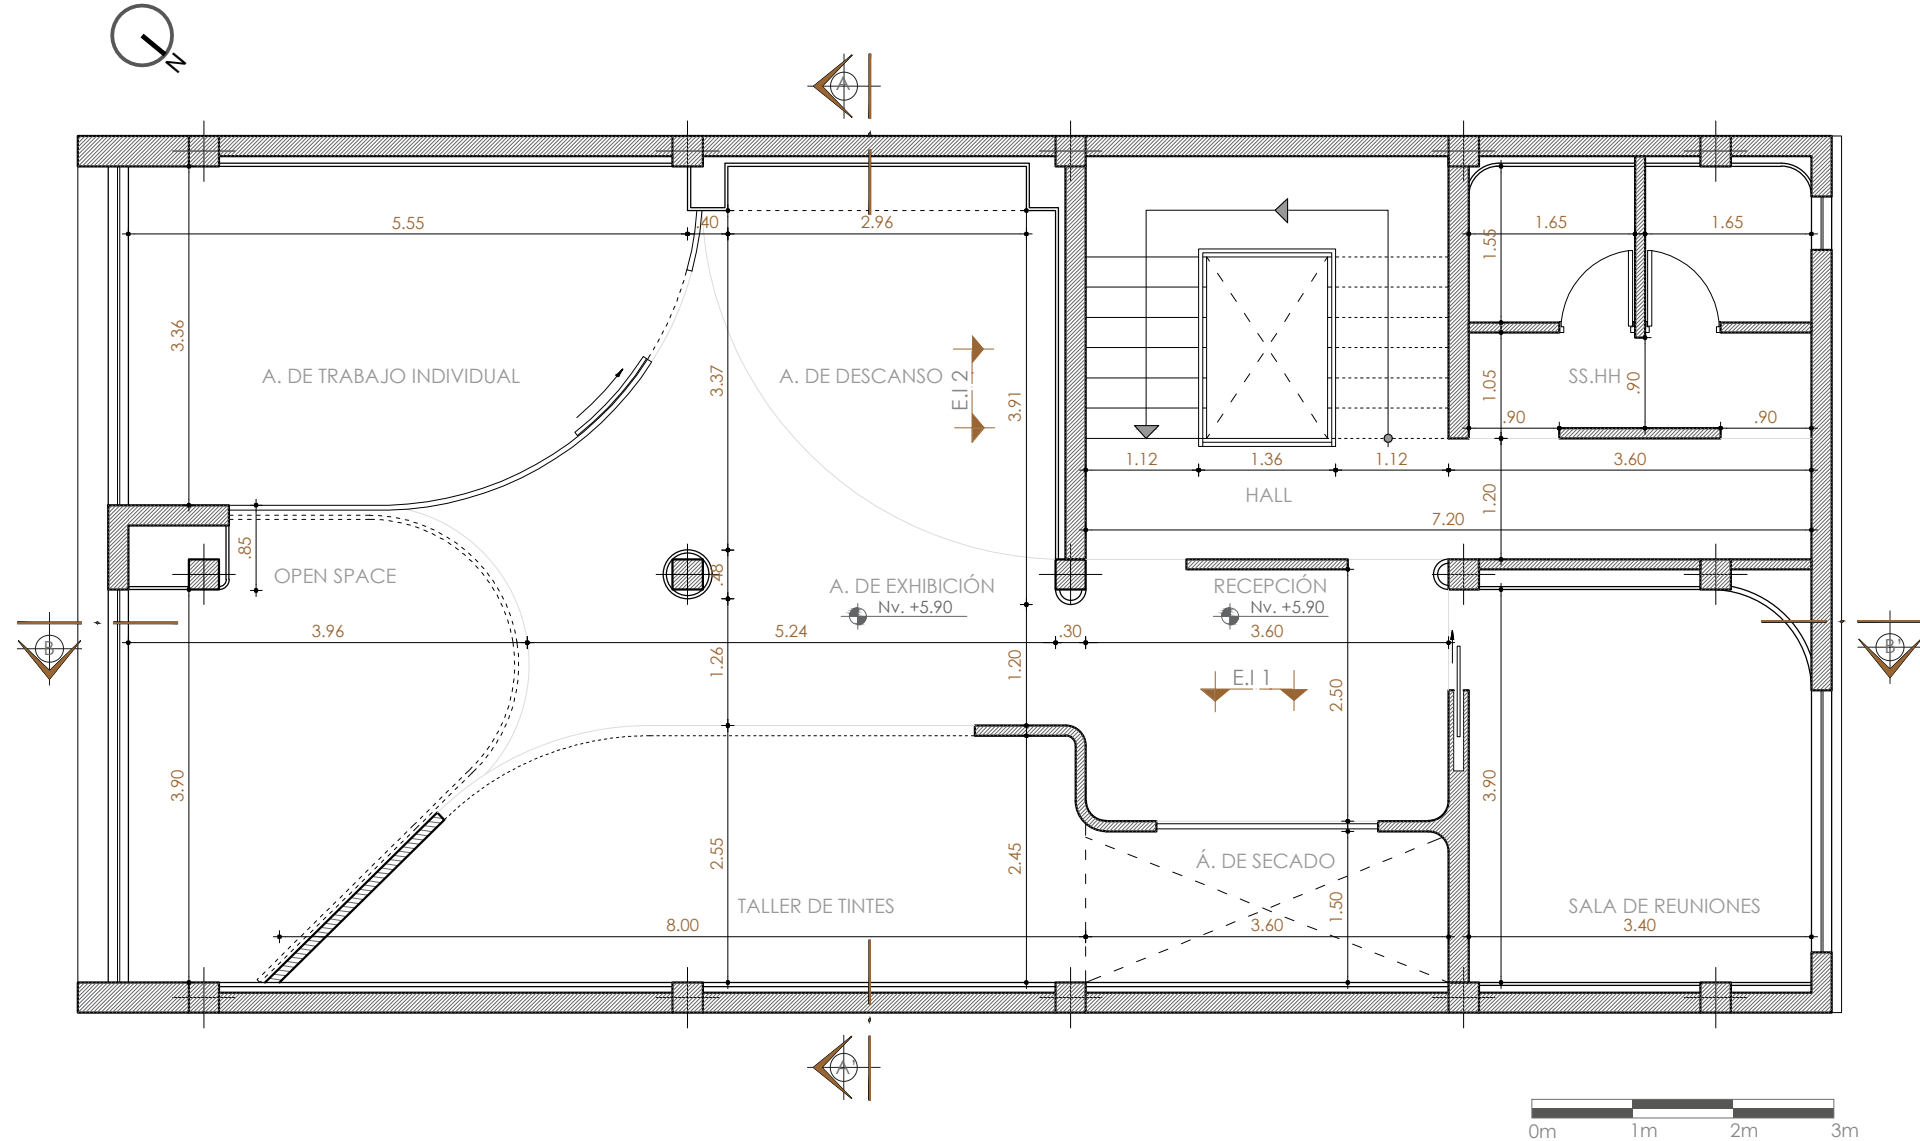 N
A
5.55
.40
2.96
1.65
1.65
1.55
3.36
A. DE TRABAJO INDIVIDUAL
3.37
A. DE DESCANSO
E.I 2
3.91
1.05
SS.HH
.90
.90
.90
1.12
1.36
1.12
3.60
HALL
1.20
7.20
.85
OPEN SPACE
.48
A. DE EXHIBICIÓN
Nv. +5.90
RECEPCIÓN
Nv. +5.90
B
3.96
5.24
.30
3.60
B'
1.26
1.20
E.I 1
2.50
3.90
3.90
2.55
2.45
Á. DE SECADO
TALLER DE TINTES
1.50
SALA DE REUNIONES
8.00
3.60
3.40
A'
0m
1m
2m
3m